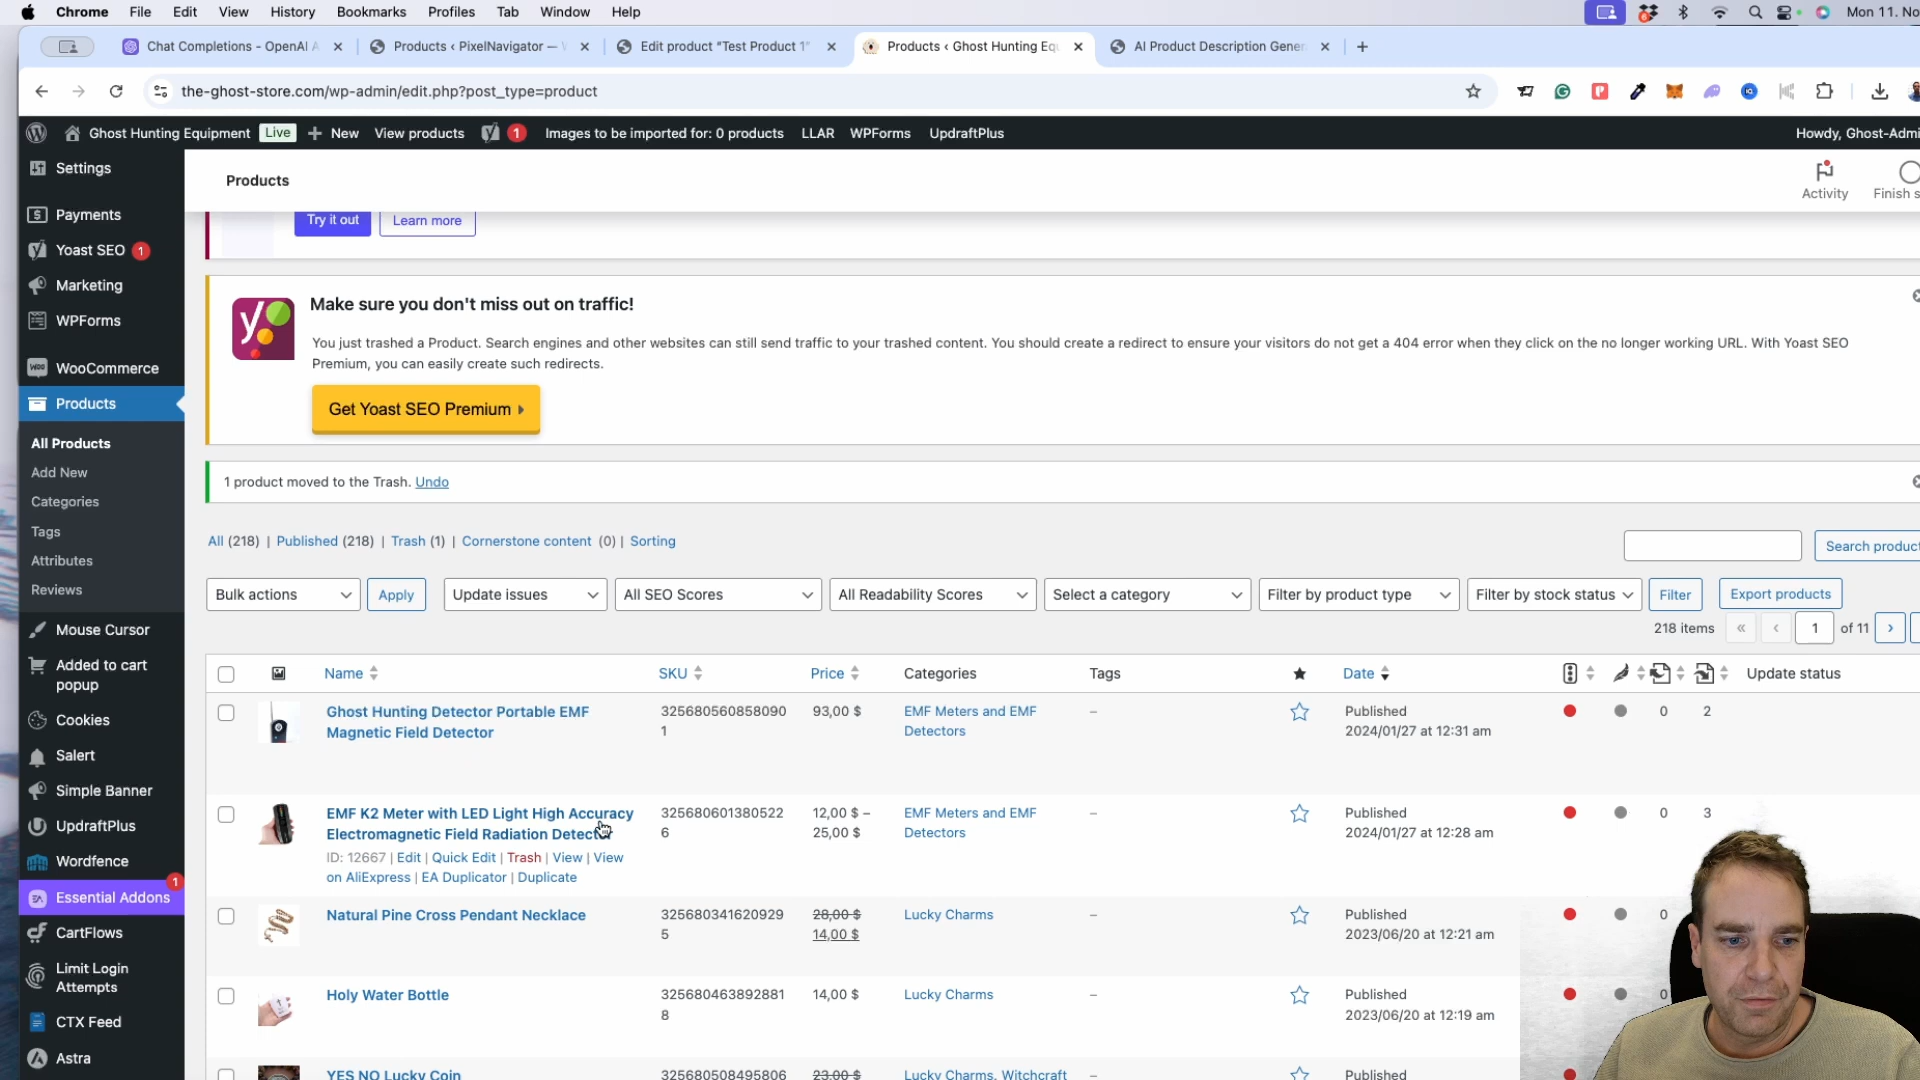 Chrome File Edit View History Bookmarks Profiles Tab Window Help Mon 11. No
Chat Completions - OpenAI A Products ‹ PixelNavigator — Edit product "Test Product 1" Products ‹ Ghost Hunting Eq AI Product Description Gene
the-ghost-store.com/wp-admin/edit.php?post_type=product
Ghost Hunting Equipment Live New View products 1 Images to be imported for: 0 products LLAR WPForms UpdraftPlus Howdy, Ghost-Admi
Settings
Products
Activity
Finish s
Payments
Try it out Learn more
Yoast SEO 1
Marketing
WPForms
WooCommerce
Products
All Products
Add New
Categories
Tags
Attributes
Reviews
Mouse Cursor
Added to cart
popup
Cookies
Salert
Simple Banner
UpdraftPlus
Wordfence
Essential Addons 1
CartFlows
Limit Login
Attempts
CTX Feed
Astra
Make sure you don't miss out on traffic!
You just trashed a Product. Search engines and other websites can still send traffic to your trashed content. You should create a redirect to ensure your visitors do not get a 404 error when they click on the no longer working URL. With Yoast SEO
Premium, you can easily create such redirects.
Get Yoast SEO Premium
1 product moved to the Trash. Undo
All (218) | Published (218) | Trash (1) | Cornerstone content (0) | Sorting
Search product
Bulk actions Apply Update issues All SEO Scores All Readability Scores Select a category Filter by product type Filter by stock status Filter Export products
218 items « ‹ 1 of 11 ›
Name SKU Price Categories Tags Date Update status
Ghost Hunting Detector Portable EMF
Magnetic Field Detector
325680560858090
1
93,00 $
EMF Meters and EMF
Detectors
–
Published
2024/01/27 at 12:31 am
0 2
EMF K2 Meter with LED Light High Accuracy
Electromagnetic Field Radiation Detector
ID: 12667 | Edit | Quick Edit | Trash | View | View
on AliExpress | EA Duplicator | Duplicate
325680601380522
6
12,00 $ –
25,00 $
EMF Meters and EMF
Detectors
–
Published
2024/01/27 at 12:28 am
0 3
Natural Pine Cross Pendant Necklace
325680341620929
5
28,00 $
14,00 $
Lucky Charms
–
Published
2023/06/20 at 12:21 am
0
Holy Water Bottle
325680463892881
8
14,00 $
Lucky Charms
–
Published
2023/06/20 at 12:19 am
0
YES NO Lucky Coin 325680508495806 23,00 $ Lucky Charms, Witchcraft – Published